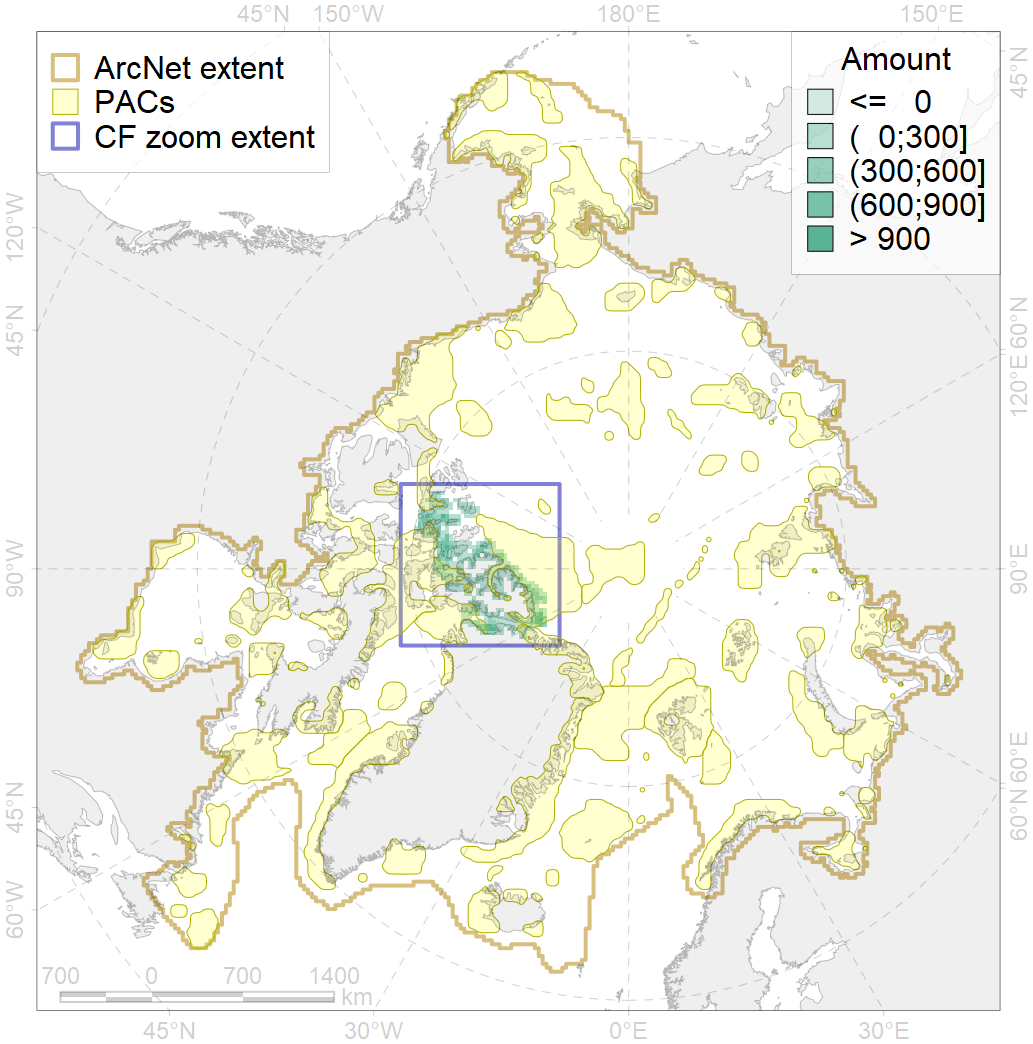 45°N 150°W 180°E 150°E
ArcNet extent
PACs
CF zoom extent
Amount
<= 0
( 0;300]
(300;600]
(600;900]
> 900
45°N
120°W
45°N
60°N
120°E
90°W
90°E
60°E
45°N
60°N
60°W
700 0 700 1400
km
45°N 30°W 0°E 30°E